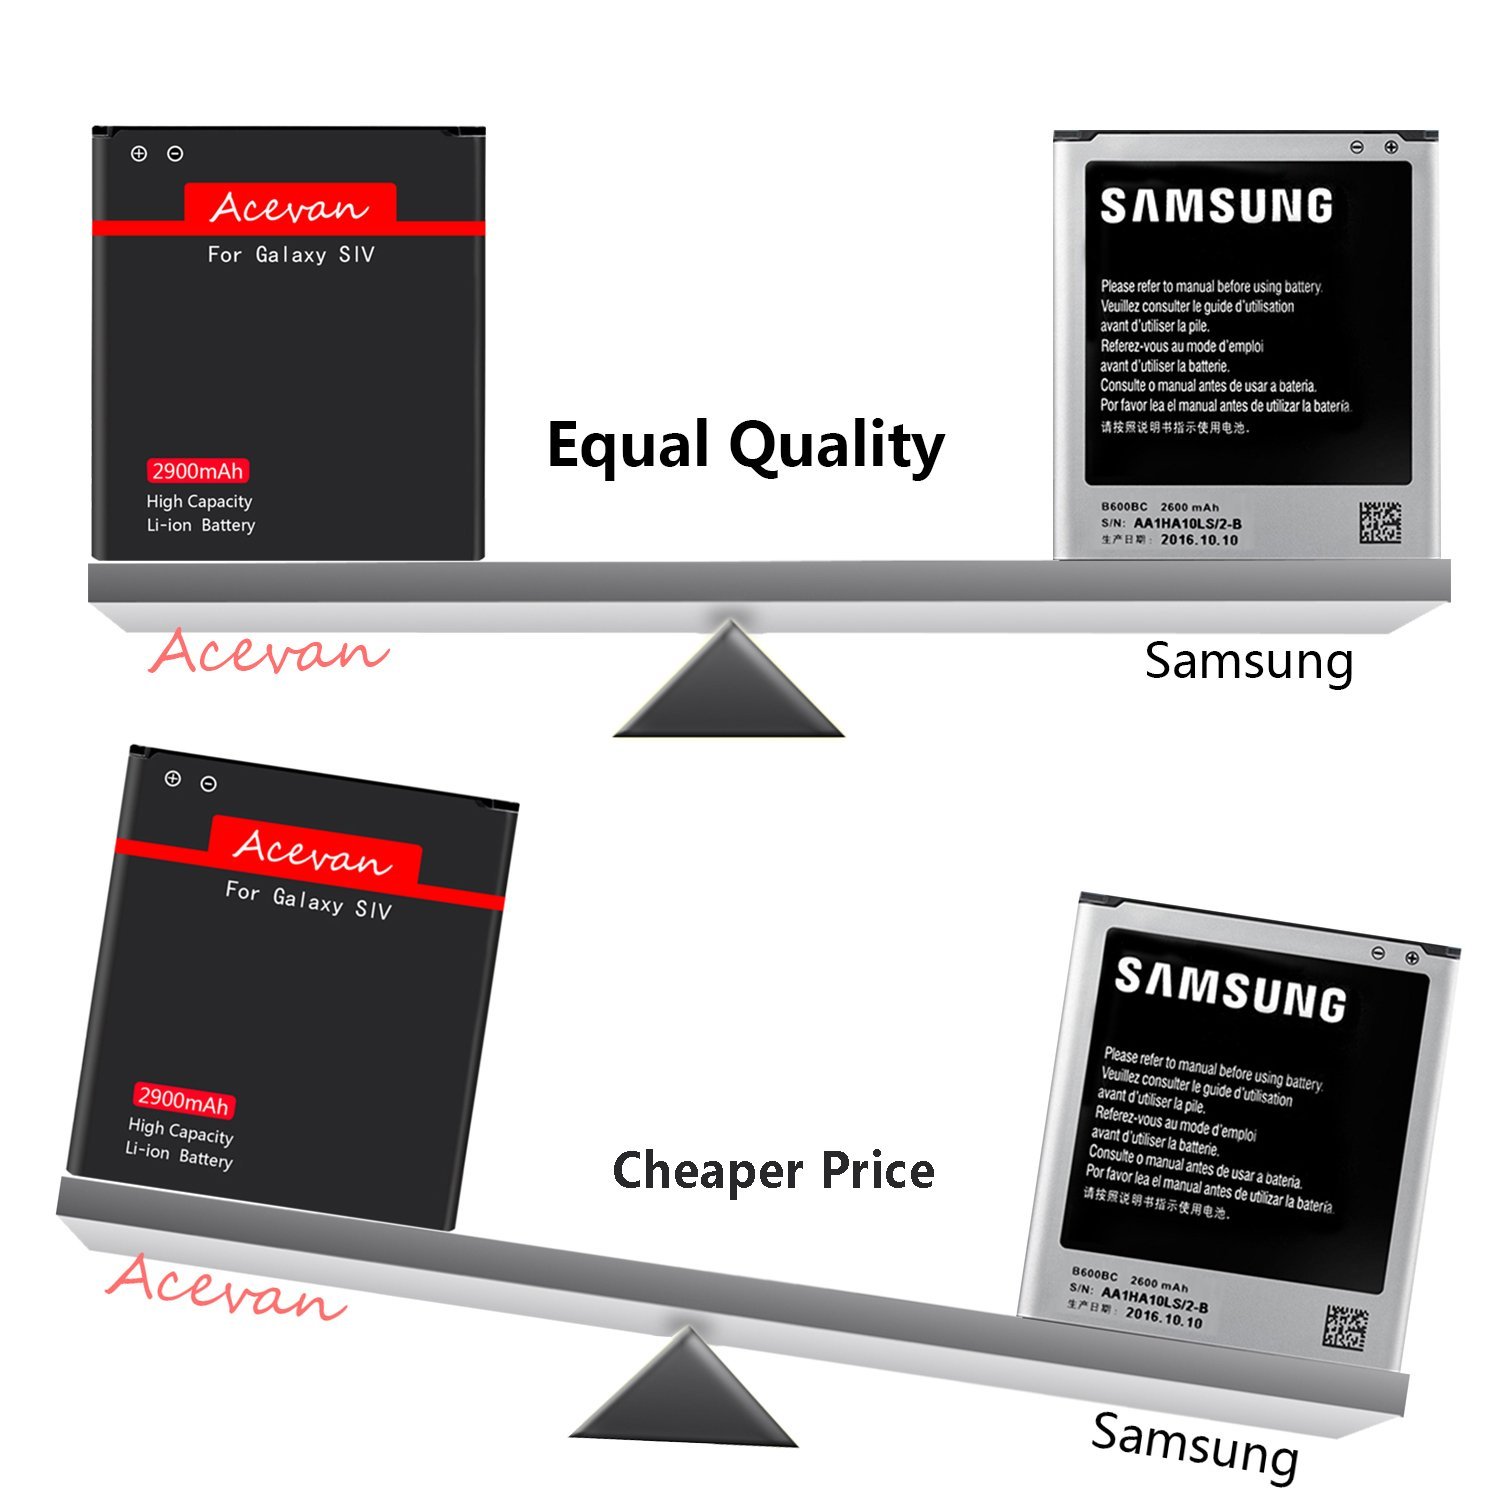 Acevan
For Galaxy SIV
2900mAh
High Capacity
Li-ion Battery
Equal Quality
SAMSUNG
Please refer to manual before using battery.
Veuillez consulter le guide d'utilisation
avant d'utiliser la pile.
Referez-vous au mode d'emploi
avant d'utiliser la batterie.
Consulte o manual antes de usar a bateria.
Por favor lea el manual antes de utilizar la batería.
请按照说明书指示使用电池.
B600BC 2600 mAh
S/N: AA1HA10LS/2-B
生产日期: 2016.10.10
Acevan
Samsung
Acevan
For Galaxy SIV
2900mAh
High Capacity
Li-ion Battery
Cheaper Price
SAMSUNG
Please refer to manual before using battery.
Veuillez consulter le guide d'utilisation
avant d'utiliser la pile.
Referez-vous au mode d'emploi
avant d'utiliser la batterie.
Consulte o manual antes de usar a bateria.
Por favor lea el manual antes de utilizar la batería.
请按照说明书指示使用电池.
B600BC 2600 mAh
S/N: AA1HA10LS/2-B
生产日期: 2016.10.10
Acevan
Samsung